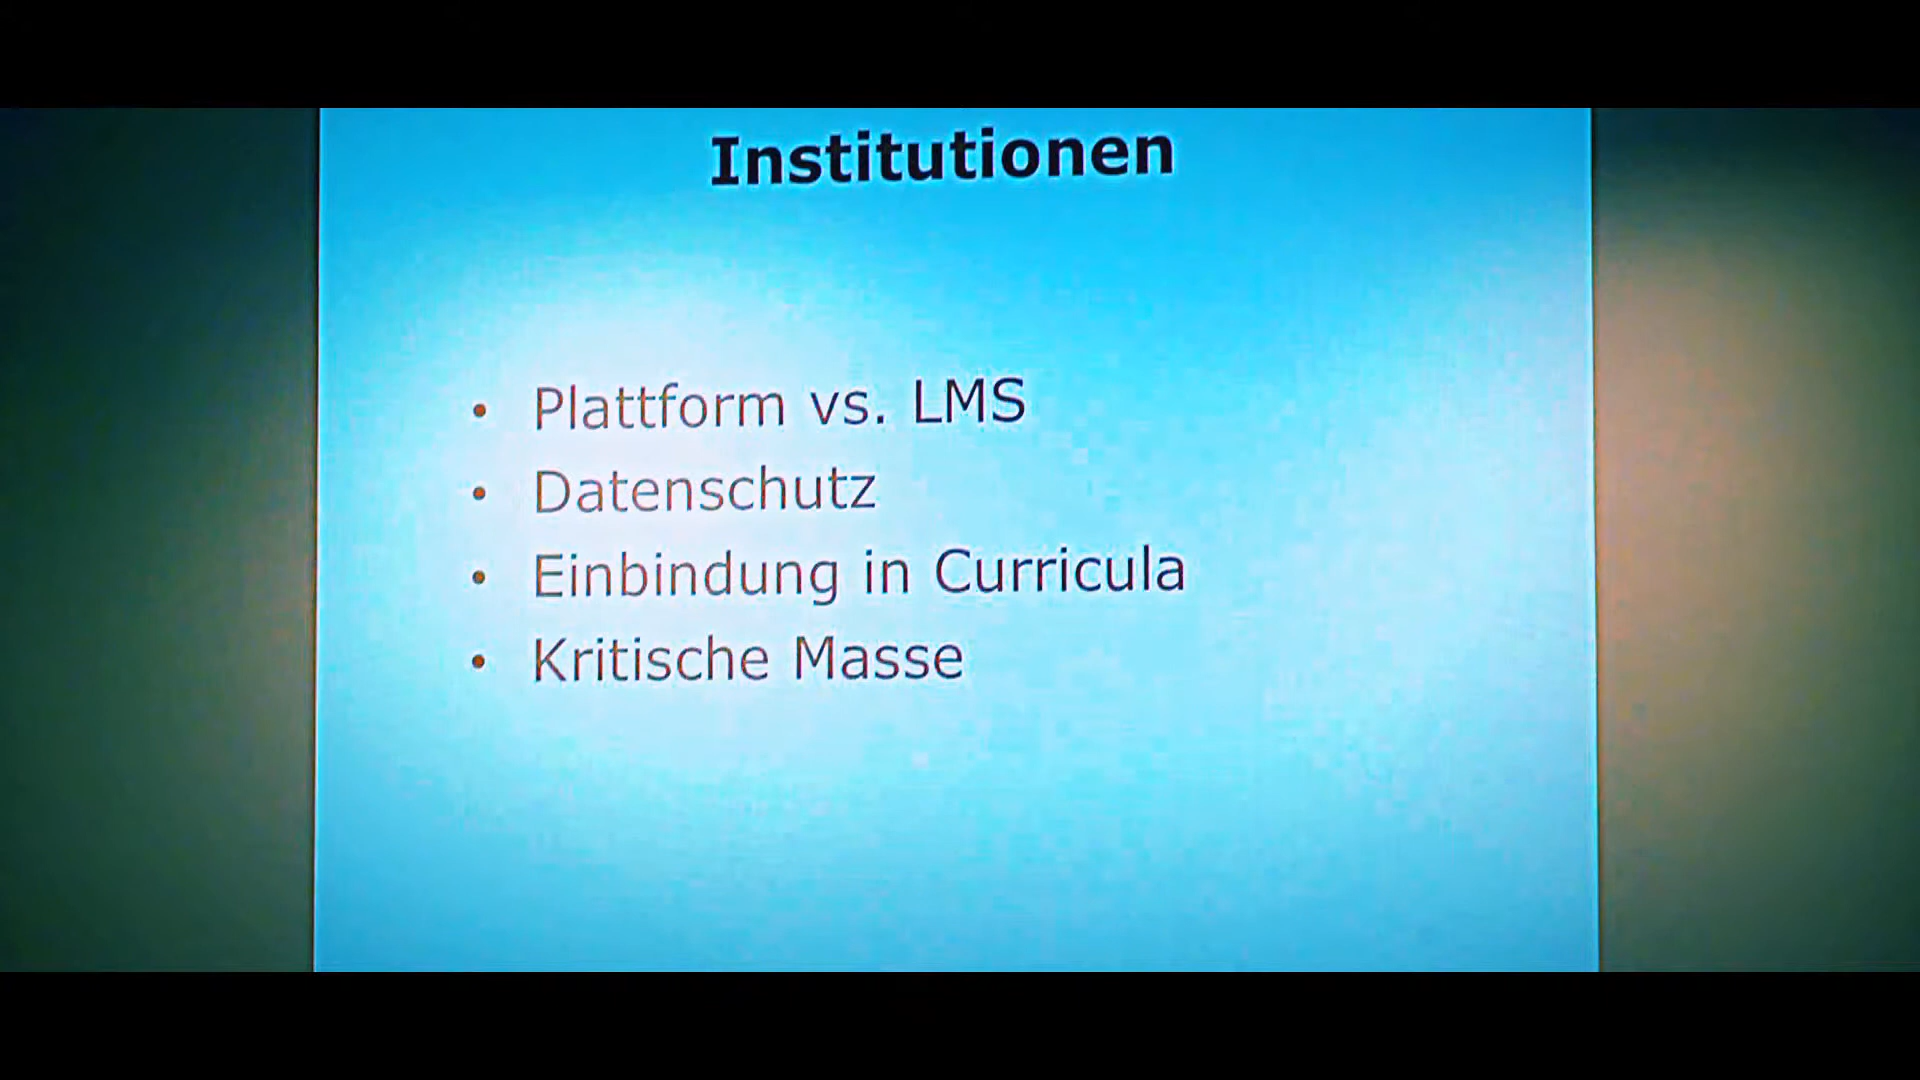 Institutionen
• Plattform vs. LMS
• Datenschutz
• Einbindung in Curricula
• Kritische Masse